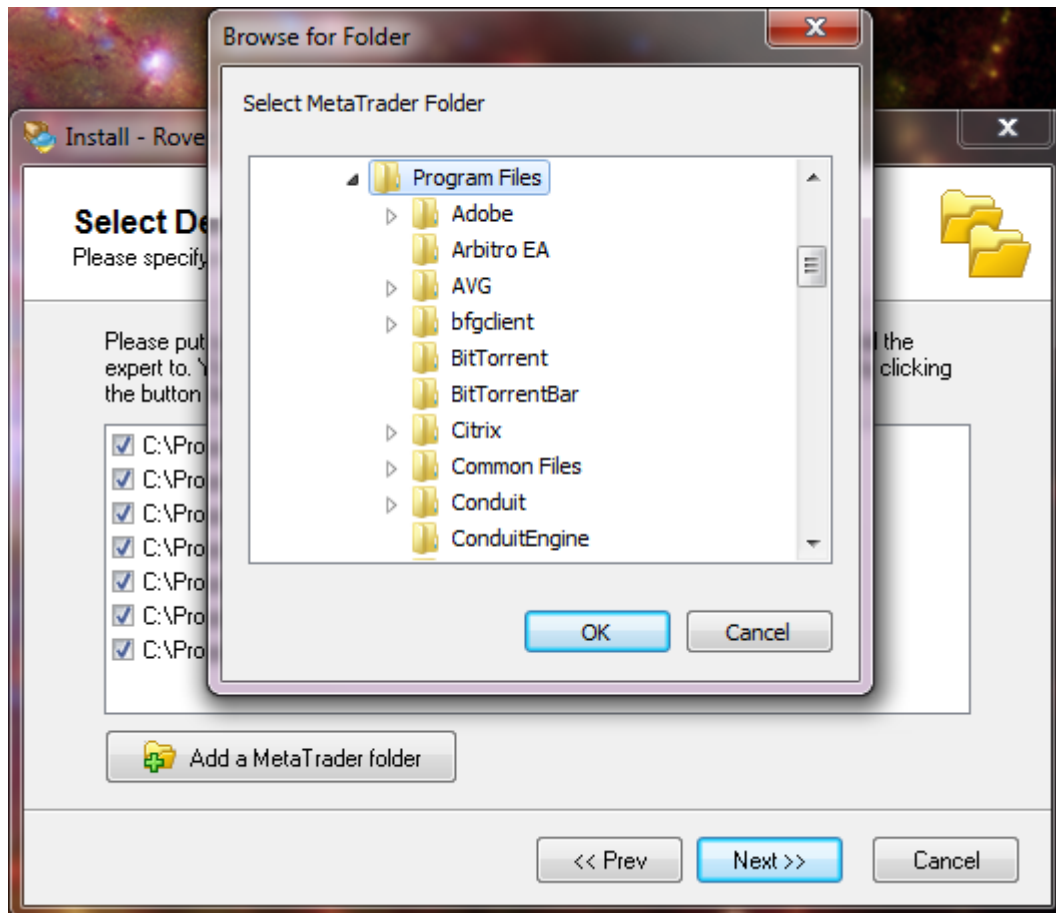 Browse for Folder
Select MetaTrader Folder
Program Files
Adobe
Arbitro EA
AVG
bfgclient
BitTorrent
BitTorrentBar
Citrix
Common Files
Conduit
ConduitEngine
OK
Cancel
Install - Rove
Select De
Please specify
Please put the
expert to. Y clicking
the button
C:\Pro
C:\Pro
C:\Pro
C:\Pro
C:\Pro
C:\Pro
C:\Pro
Add a MetaTrader folder
<< Prev
Next >>
Cancel